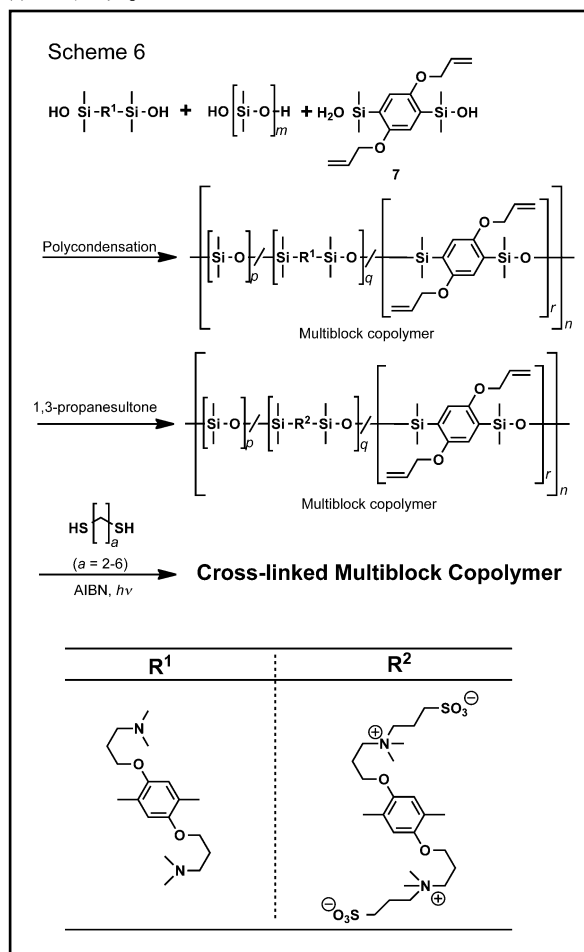 Scheme 6
HO Si-R¹-Si-OH + HO[Si-O]-H m + H₂O Si Si-OH
O
O
7
Polycondensation
[Si-O] p [Si-R¹-Si-O] q Si Si-O r n
O
O
Multiblock copolymer
1,3-propanesultone
[Si-O] p [Si-R²-Si-O] q Si Si-O r n
O
O
Multiblock copolymer
HS SH a
(a = 2-6)
AIBN, hν
Cross-linked Multiblock Copolymer
R¹ R²
N
O
O
N
SO₃⊖
⊕
N
O
O
N
⊕
⊖O₃S